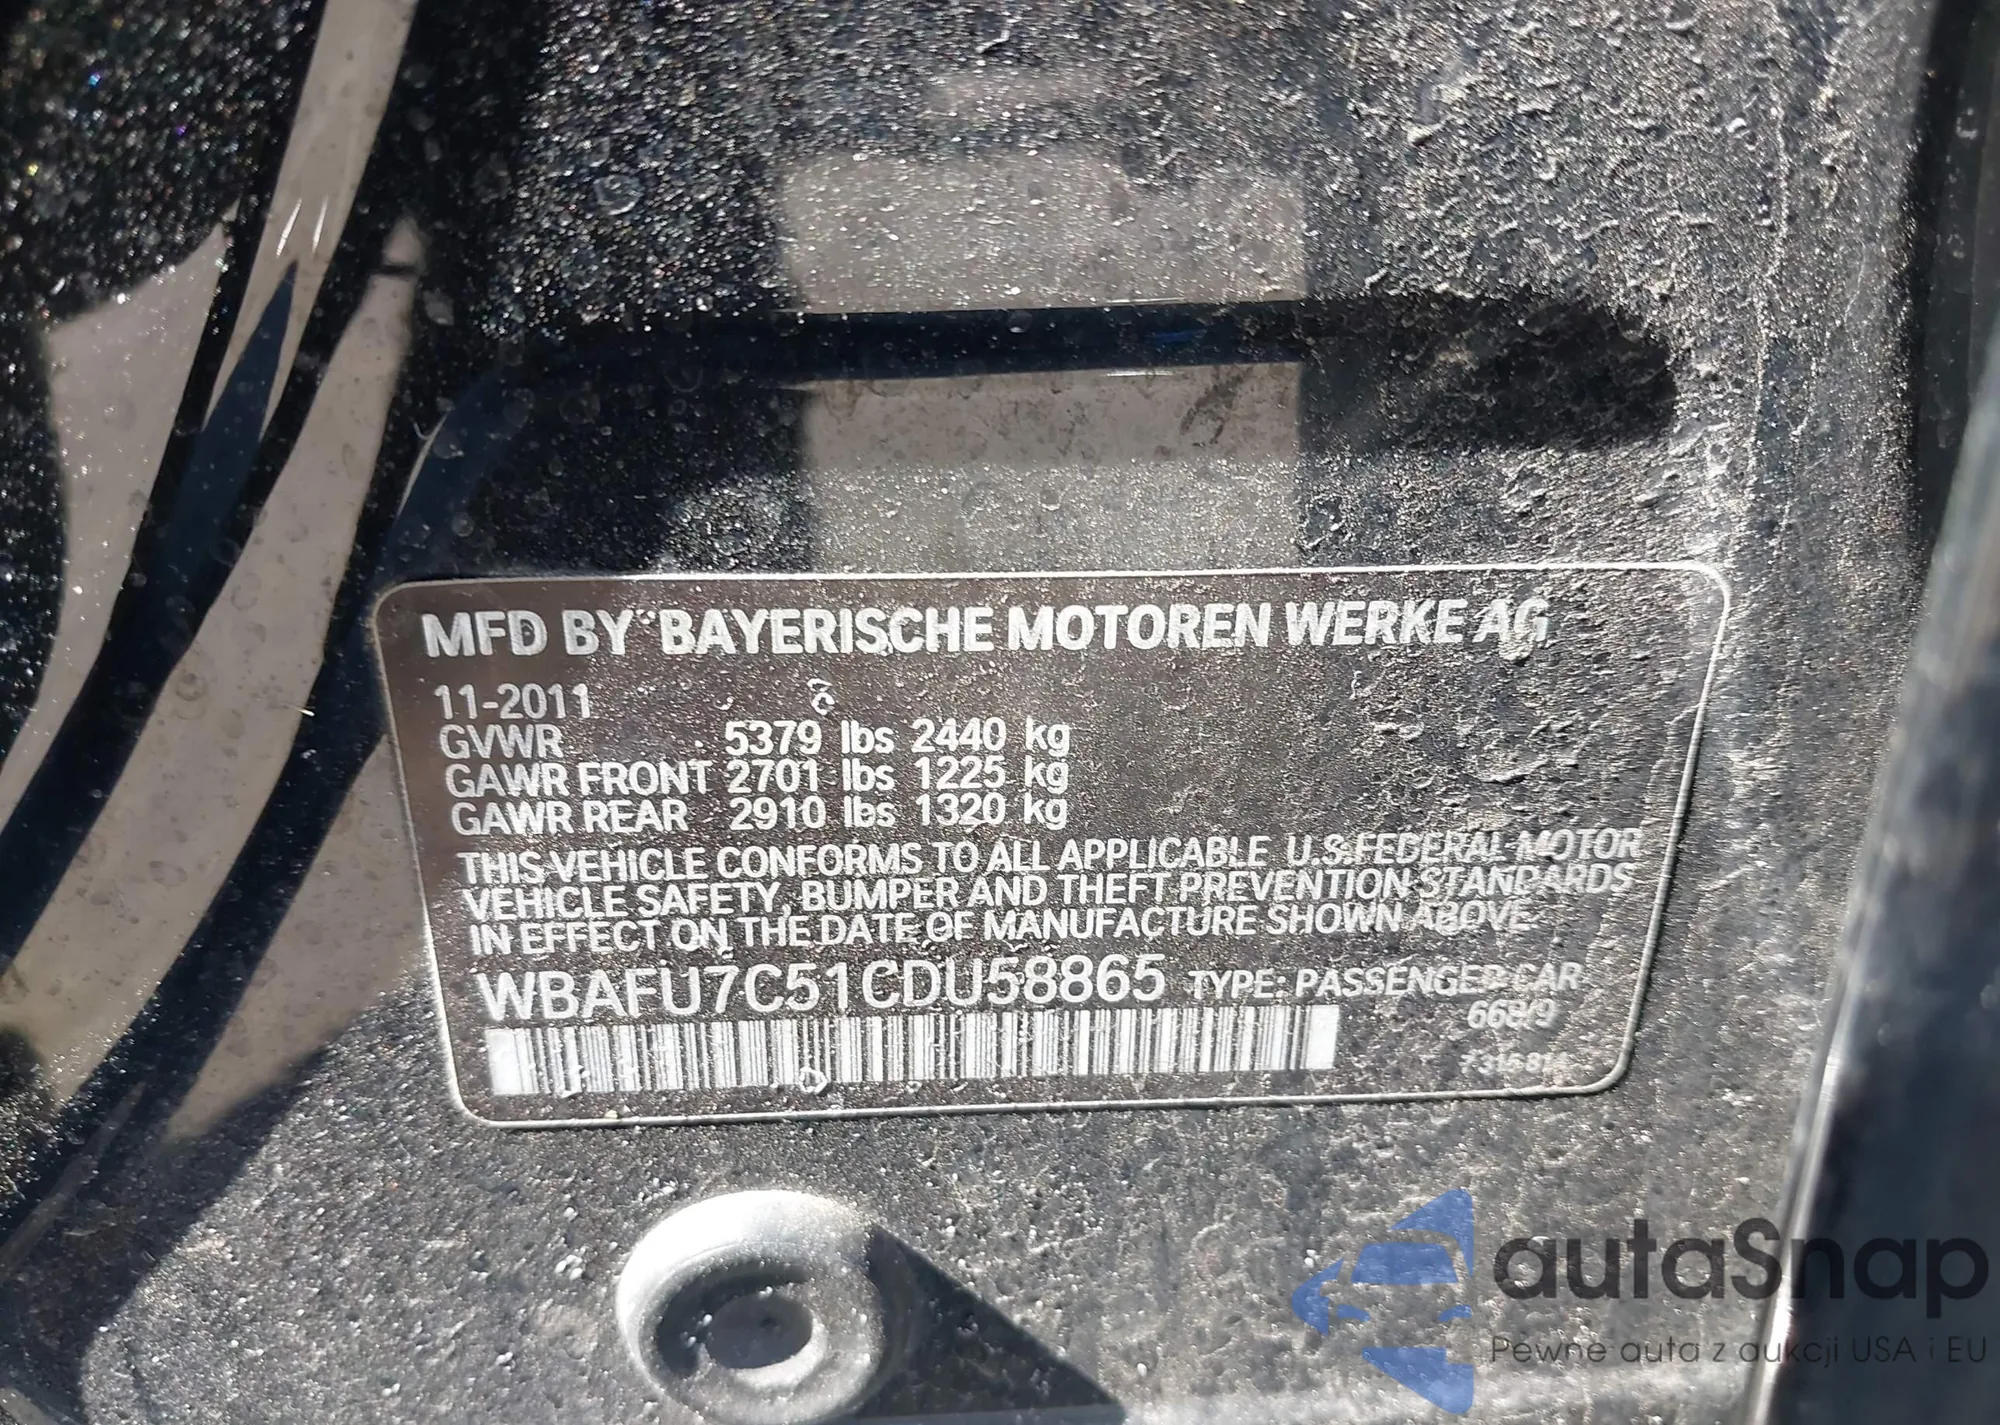 MFD BY BAYERISCHE MOTOREN WERKE AG
11-2011
GVWR 5379 lbs 2440 kg
GAWR FRONT 2701 lbs 1225 kg
GAWR REAR 2910 lbs 1320 kg
THIS VEHICLE CONFORMS TO ALL APPLICABLE U.S.FEDERAL MOTOR
VEHICLE SAFETY, BUMPER AND THEFT PREVENTION STANDARDS
IN EFFECT ON THE DATE OF MANUFACTURE SHOWN ABOVE.
WBAFU7C51CDU58865 TYPE: PASSENGER CAR
668/9
autaSnap
Pewne auta z aukcji USA i EU